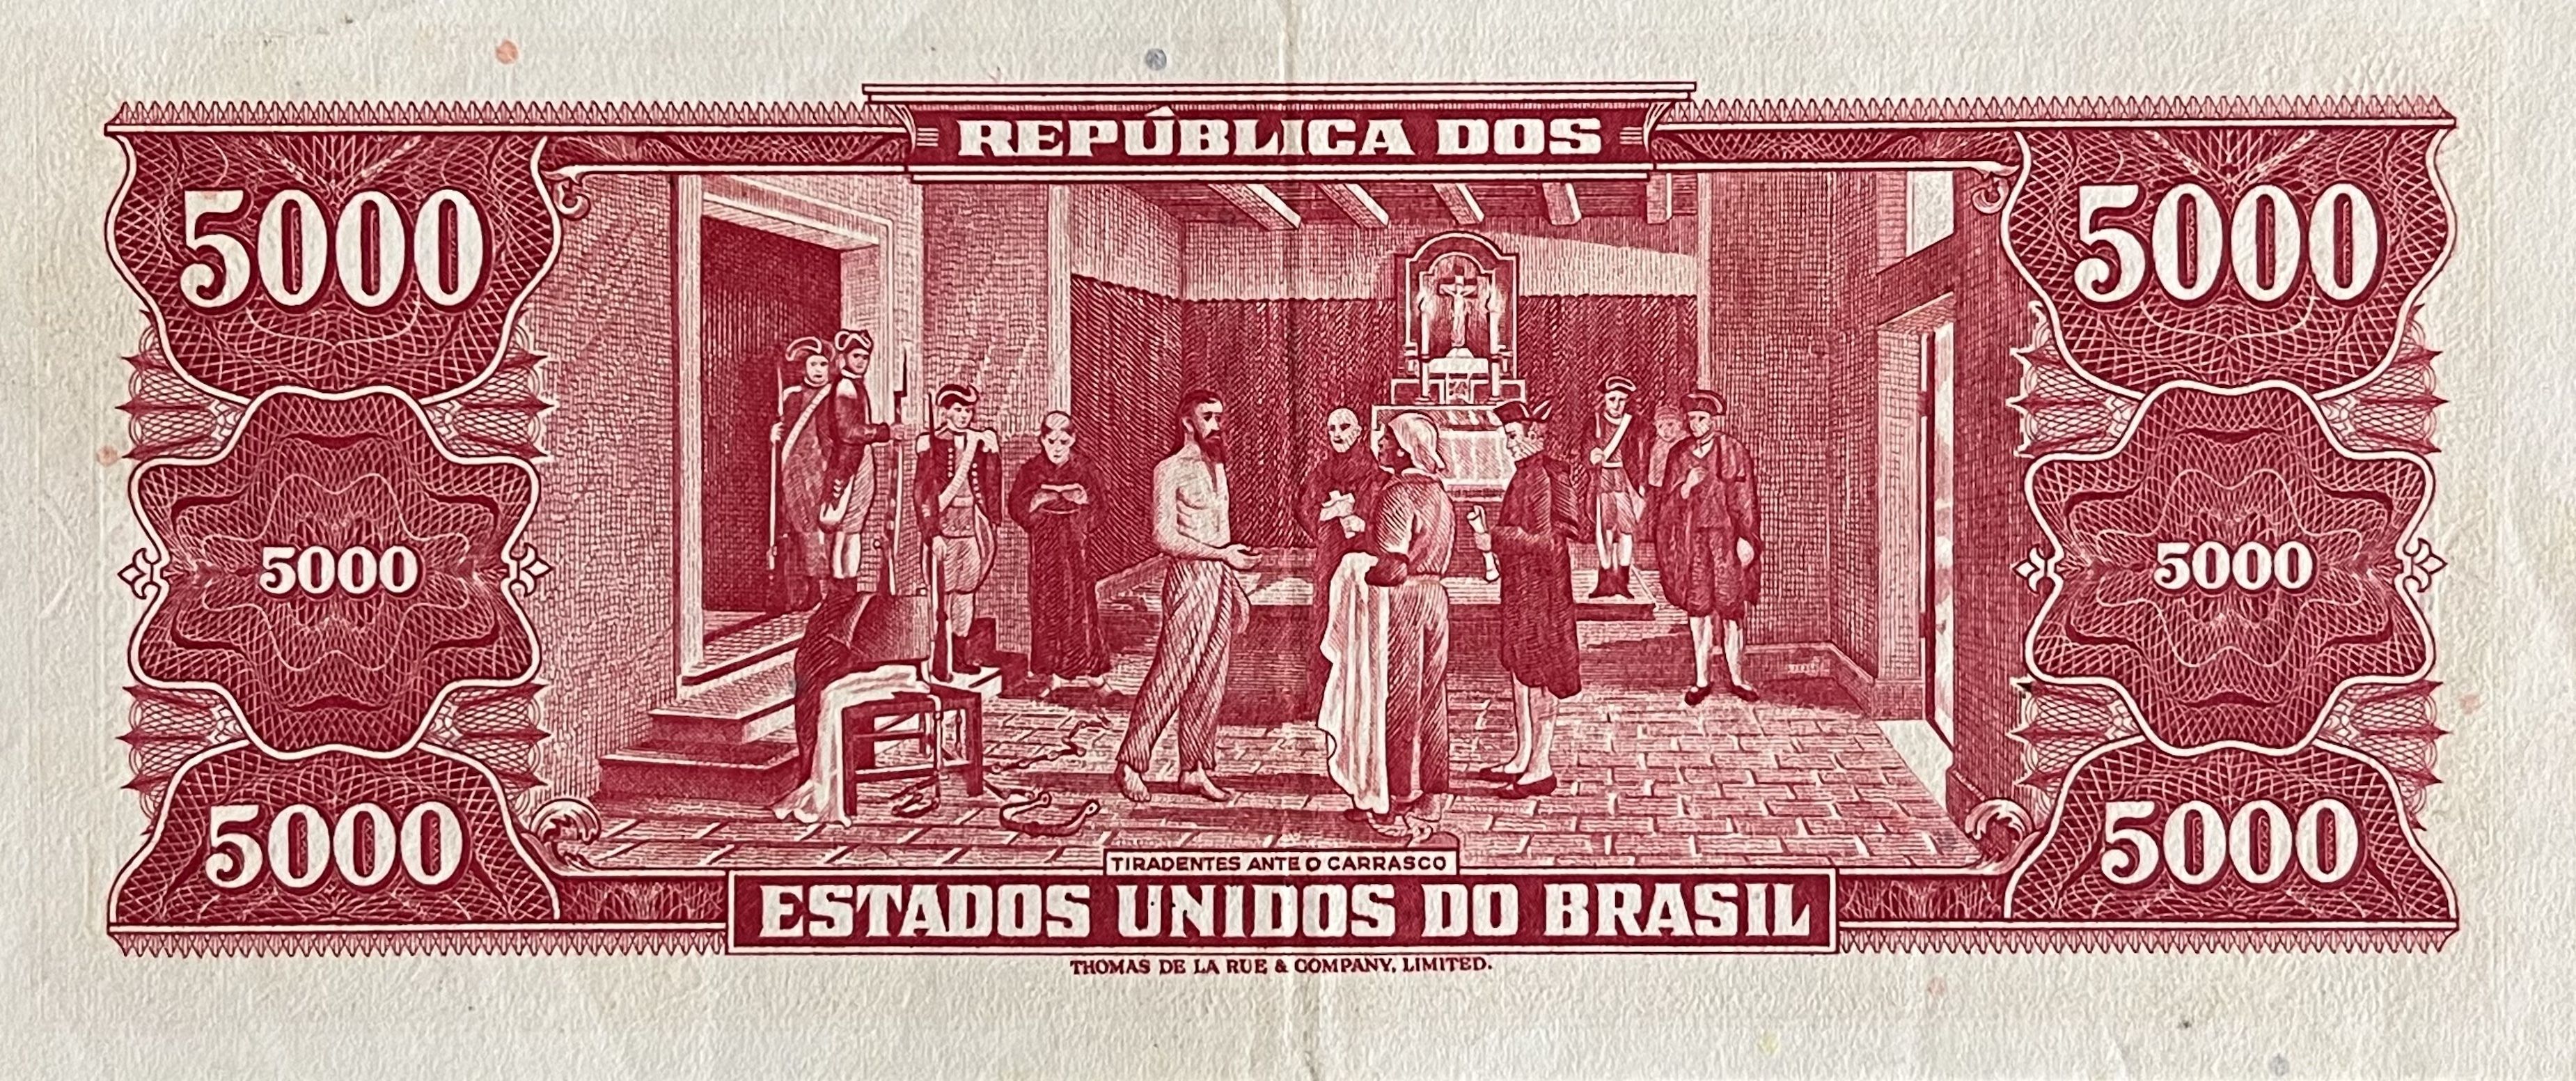 REPÚBLICA DOS
5000 5000
5000 5000
5000 5000
TIRADENTES ANTE O CARRASCO
ESTADOS UNIDOS DO BRASIL
THOMAS DE LA RUE & COMPANY, LIMITED.